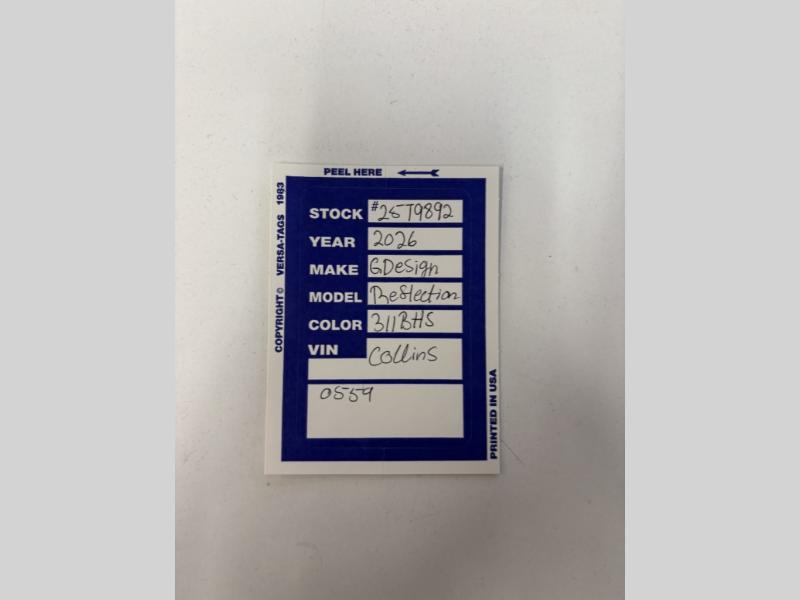 PEEL HERE
COPYRIGHT © VERSA-TAGS 1983
STOCK #25T9892
YEAR 2026
MAKE GDesign
MODEL Reflection
COLOR 311BHS
VIN Collins
0559
PRINTED IN USA